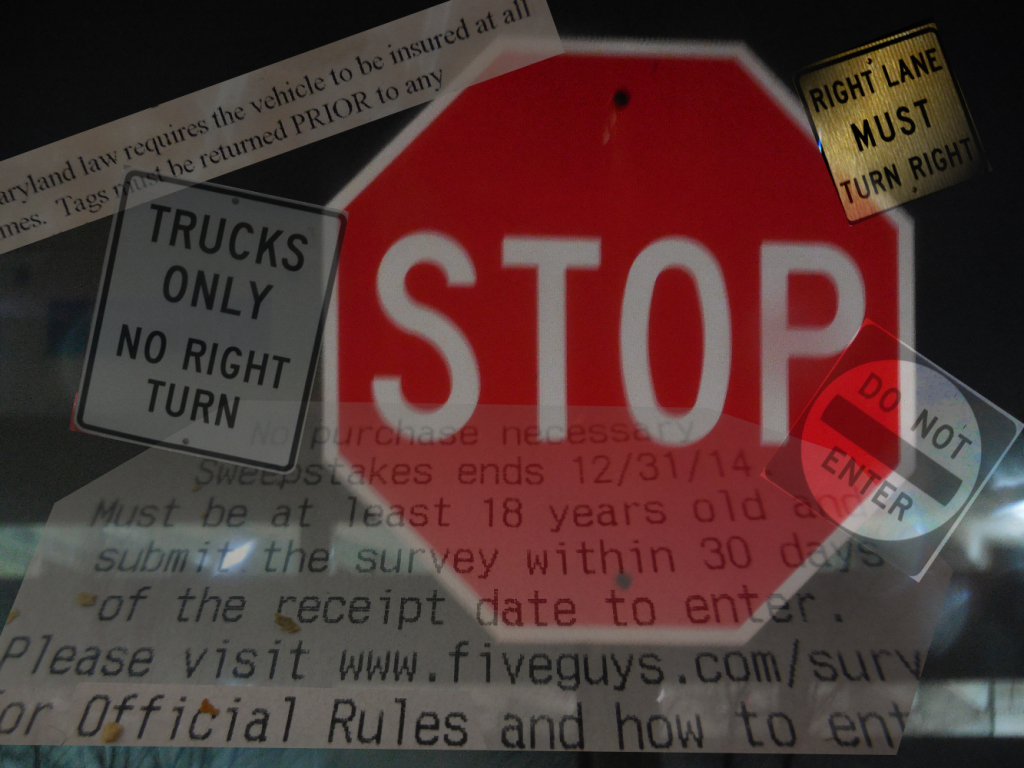 aryland law requires the vehicle to be insured at all
mes. Tags must be returned PRIOR to any
RIGHT LANE
MUST
TURN RIGHT
TRUCKS
ONLY
NO RIGHT
TURN
STOP
DO NOT
ENTER
No purchase necessary
Sweepstakes ends 12/31/14
Must be at least 18 years old and
submit the survey within 30 days
of the receipt date to enter.
Please visit www.fiveguys.com/surv
or Official Rules and how to ent